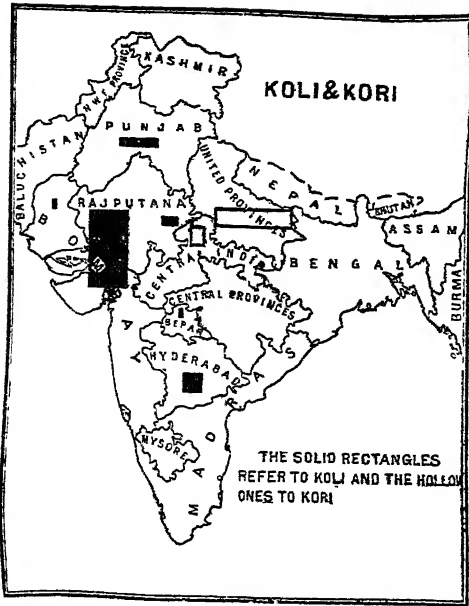 KOLI & KORI
KASHMIR
N.W.F. PROVINCE
PUNJAB
BALUCHISTAN
UNITED PROVINCES
NEPAL
BHUTAN
RAJPUTANA
ASSAM
CENTRAL INDIA
BENGAL
BURMA
CENTRAL PROVINCES
BERAR
BOMBAY
HYDERABAD
MYSORE
MADRAS
THE SOLID RECTANGLES
REFER TO KOLI AND THE HOLLOW
ONES TO KORI